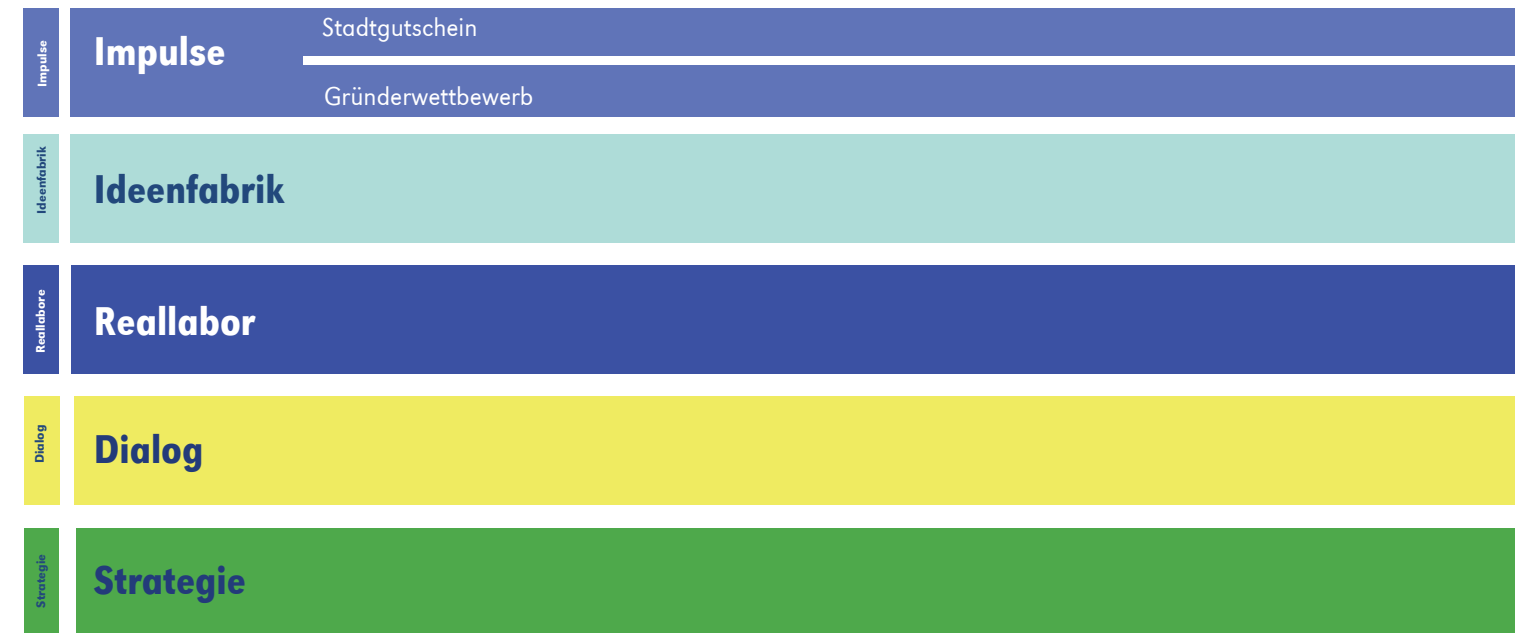 Impulse
Impulse
Stadtgutschein
Gründerwettbewerb
Ideenfabrik
Ideenfabrik
Reallabore
Reallabor
Dialog
Dialog
Strategie
Strategie